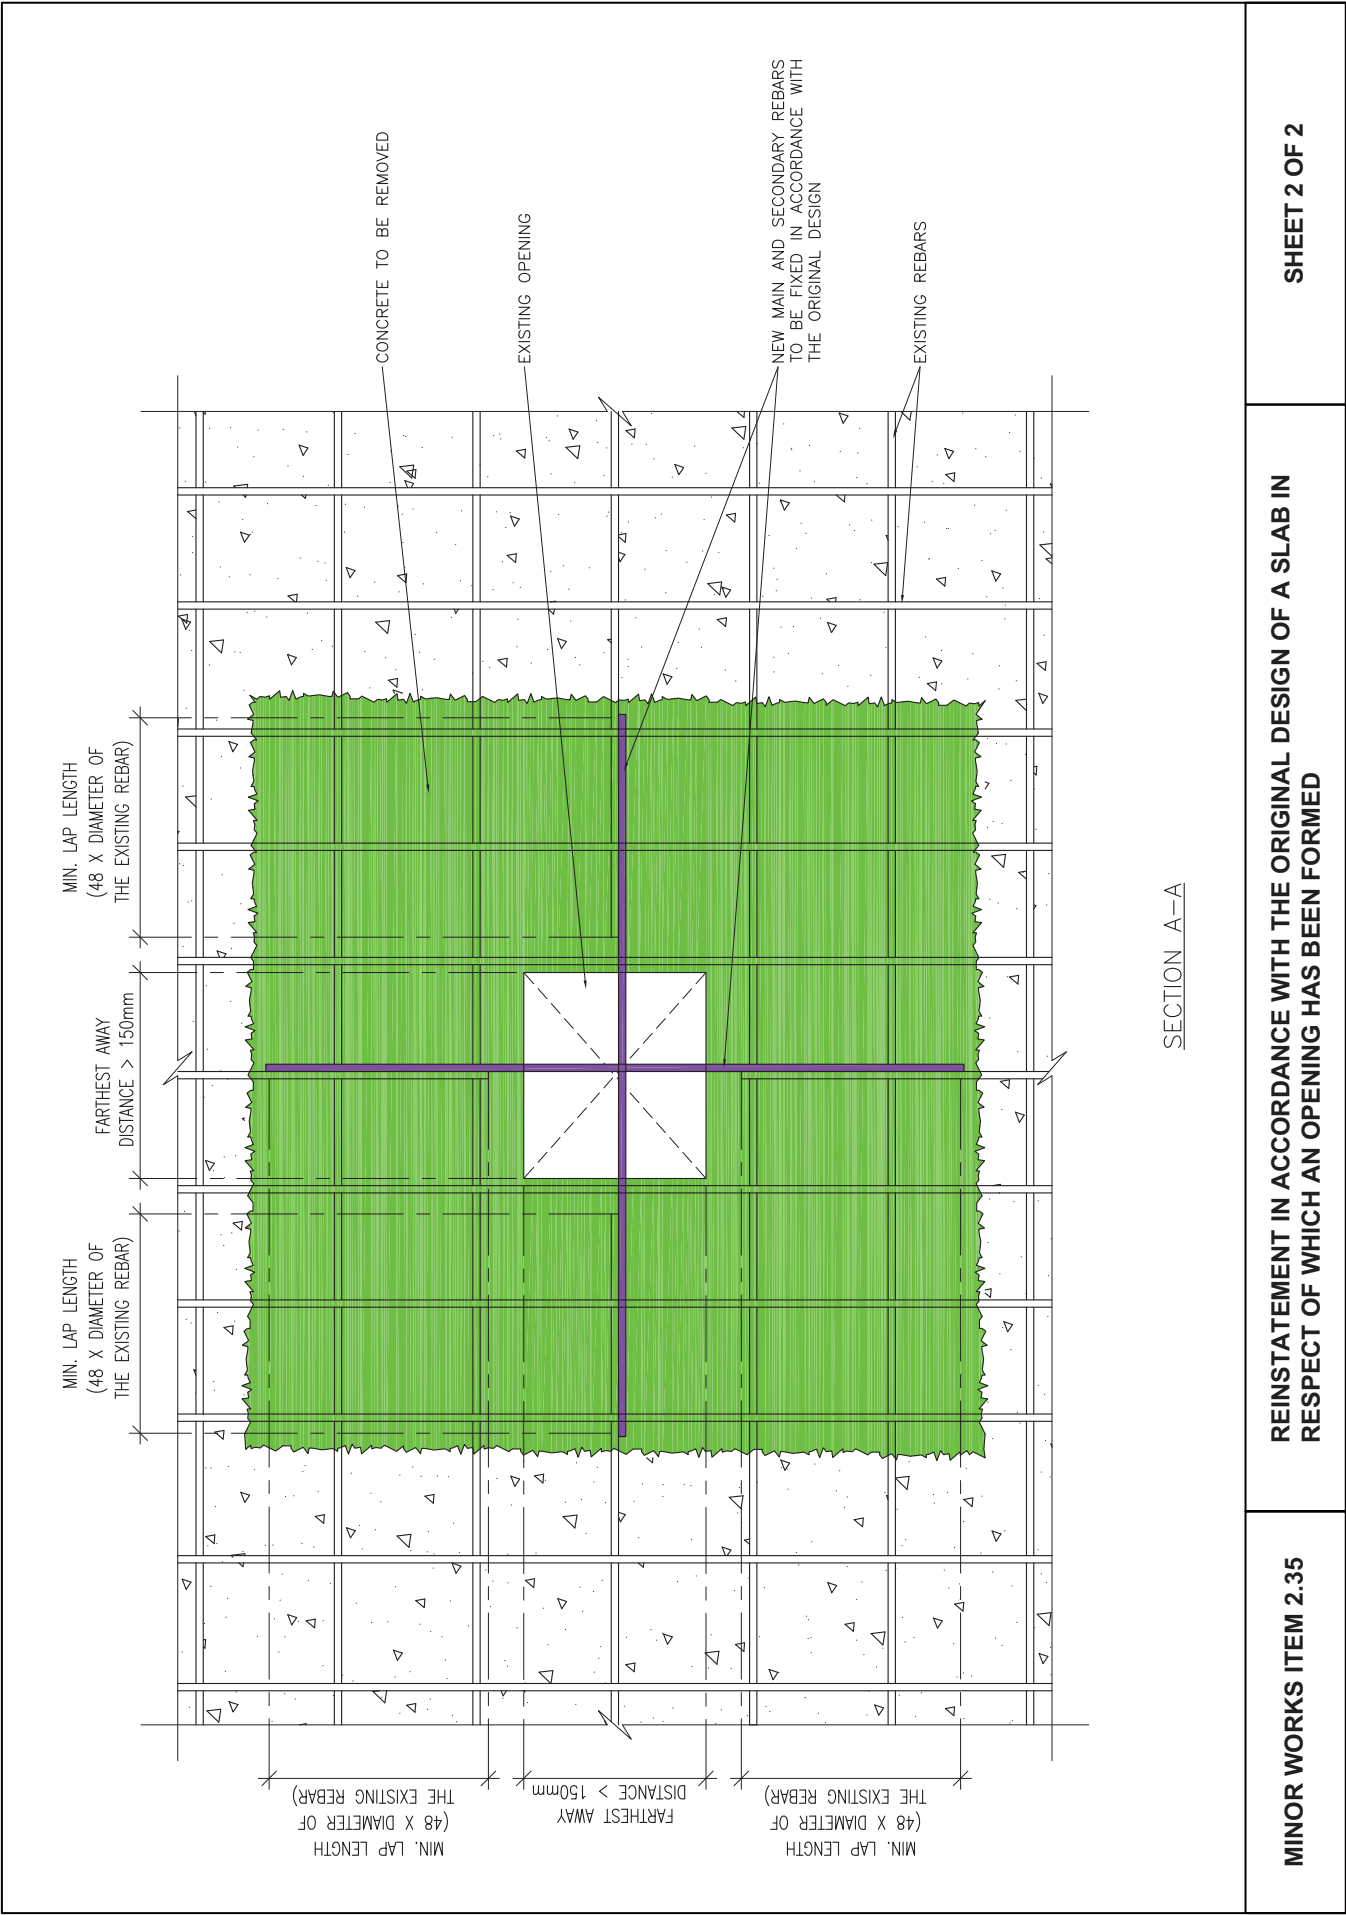 MIN. LAP LENGTH
(48 X DIAMETER OF
THE EXISTING REBAR)
FARTHEST AWAY
DISTANCE > 150mm
MIN. LAP LENGTH
(48 X DIAMETER OF
THE EXISTING REBAR)
MIN. LAP LENGTH
(48 X DIAMETER OF
THE EXISTING REBAR)
FARTHEST AWAY
DISTANCE > 150mm
MIN. LAP LENGTH
(48 X DIAMETER OF
THE EXISTING REBAR)
CONCRETE TO BE REMOVED
EXISTING OPENING
NEW MAIN AND SECONDARY REBARS
TO BE FIXED IN ACCORDANCE WITH
THE ORIGINAL DESIGN
EXISTING REBARS
SECTION A-A
MINOR WORKS ITEM 2.35
REINSTATEMENT IN ACCORDANCE WITH THE ORIGINAL DESIGN OF A SLAB IN
RESPECT OF WHICH AN OPENING HAS BEEN FORMED
SHEET 2 OF 2